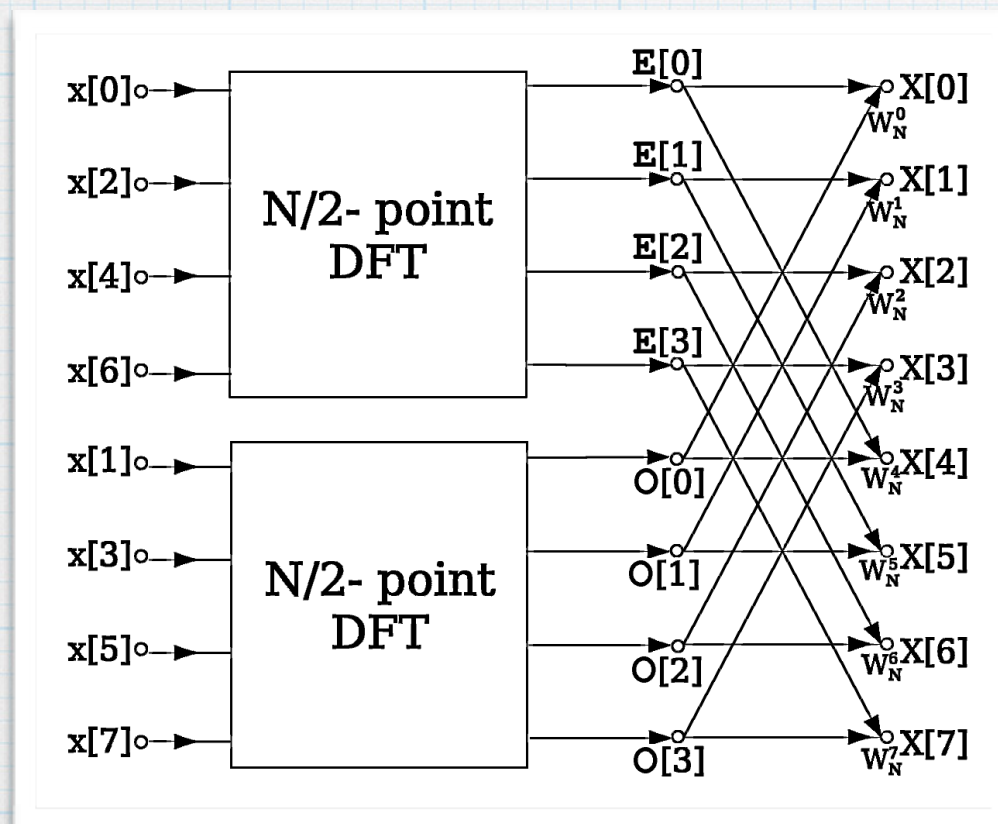 x[0]
x[2]
x[4]
x[6]
N/2- point
DFT
x[1]
x[3]
x[5]
x[7]
N/2- point
DFT
E[0]
E[1]
E[2]
E[3]
O[0]
O[1]
O[2]
O[3]
X[0]
W_N^0
X[1]
W_N^1
X[2]
W_N^2
X[3]
W_N^3
W_N^4 X[4]
W_N^5 X[5]
W_N^6 X[6]
W_N^7 X[7]